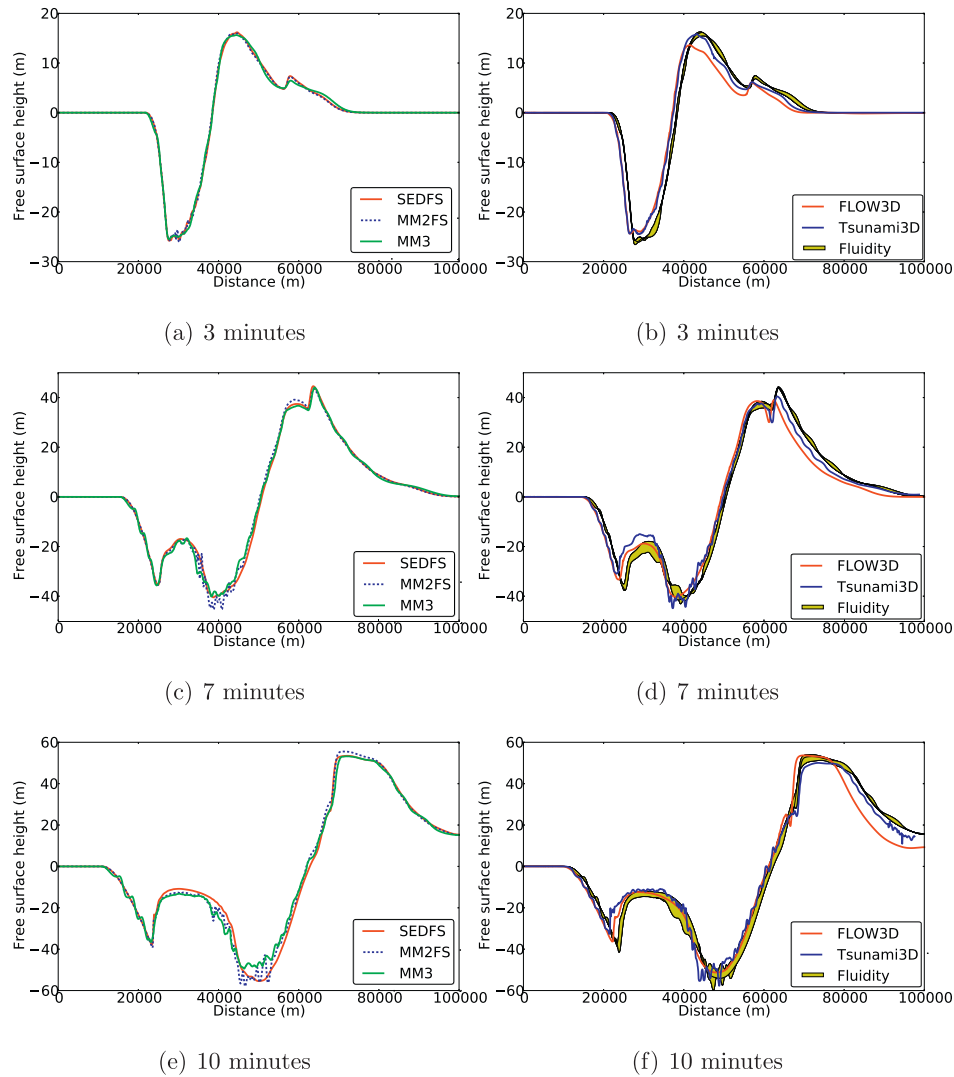 20
10
0
−10
−20
−30
Free surface height (m)
0 20000 40000 60000 80000 100000
Distance (m)
SEDFS
MM2FS
MM3
(a) 3 minutes
20
10
0
−10
−20
−30
Free surface height (m)
0 20000 40000 60000 80000 100000
Distance (m)
FLOW3D
Tsunami3D
Fluidity
(b) 3 minutes
40
20
0
−20
−40
Free surface height (m)
0 20000 40000 60000 80000 100000
Distance (m)
SEDFS
MM2FS
MM3
(c) 7 minutes
40
20
0
−20
−40
Free surface height (m)
0 20000 40000 60000 80000 100000
Distance (m)
FLOW3D
Tsunami3D
Fluidity
(d) 7 minutes
60
40
20
0
−20
−40
−60
Free surface height (m)
0 20000 40000 60000 80000 100000
Distance (m)
SEDFS
MM2FS
MM3
(e) 10 minutes
60
40
20
0
−20
−40
−60
Free surface height (m)
0 20000 40000 60000 80000 100000
Distance (m)
FLOW3D
Tsunami3D
Fluidity
(f) 10 minutes